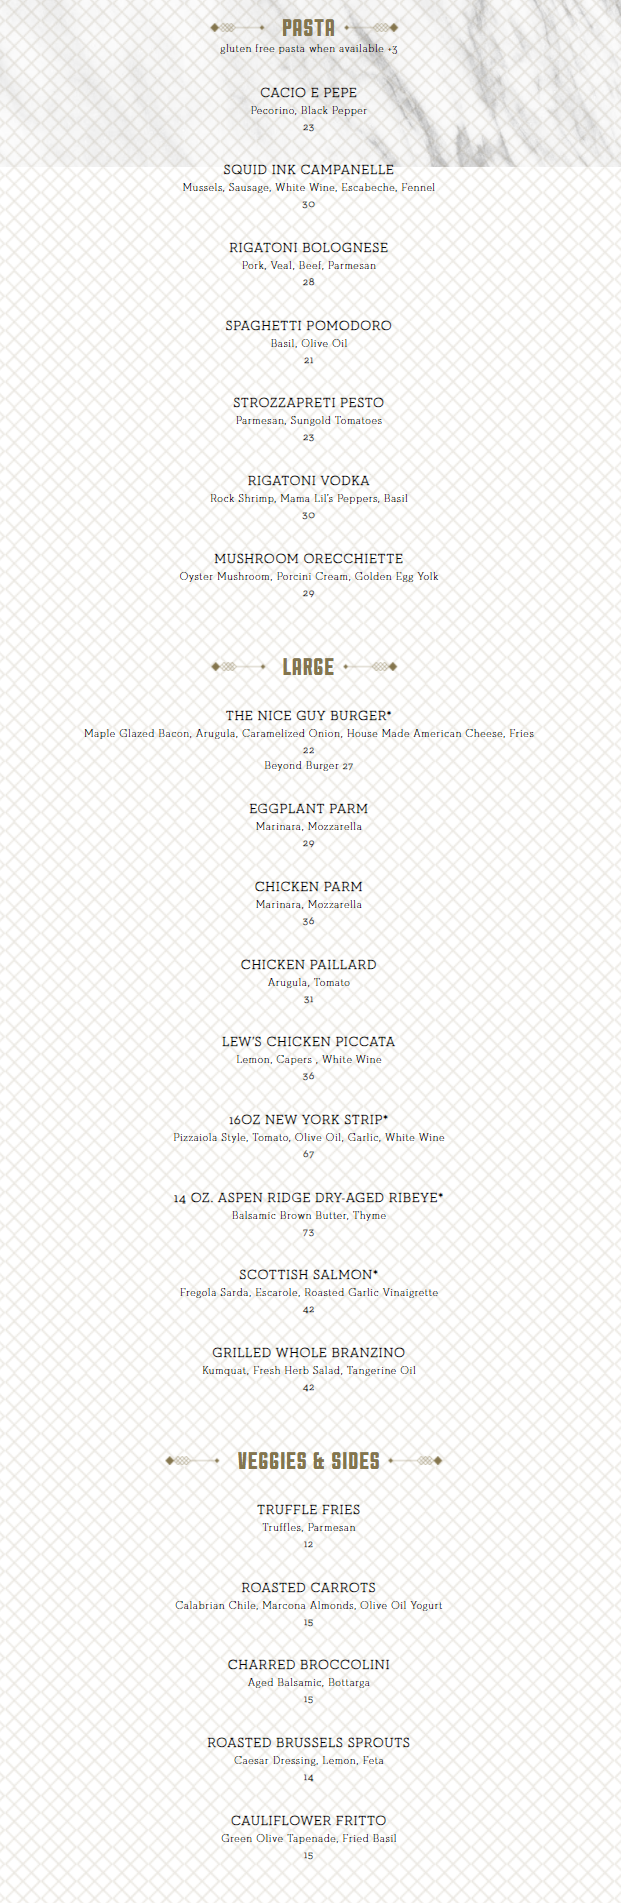 PASTA
gluten free pasta when available +3
CACIO E PEPE
Pecorino, Black Pepper
23
SQUID INK CAMPANELLE
Mussels, Sausage, White Wine, Escabeche, Fennel
30
RIGATONI BOLOGNESE
Pork, Veal, Beef, Parmesan
28
SPAGHETTI POMODORO
Basil, Olive Oil
21
STROZZAPRETI PESTO
Parmesan, Sungold Tomatoes
23
RIGATONI VODKA
Rock Shrimp, Mama Lil's Peppers, Basil
30
MUSHROOM ORECCHIETTE
Oyster Mushroom, Porcini Cream, Golden Egg Yolk
29
LARGE
THE NICE GUY BURGER*
Maple Glazed Bacon, Arugula, Caramelized Onion, House Made American Cheese, Fries
22
Beyond Burger 27
EGGPLANT PARM
Marinara, Mozzarella
29
CHICKEN PARM
Marinara, Mozzarella
36
CHICKEN PAILLARD
Arugula, Tomato
31
LEW'S CHICKEN PICCATA
Lemon, Capers , White Wine
36
16OZ NEW YORK STRIP*
Pizzaiola Style, Tomato, Olive Oil, Garlic, White Wine
67
14 OZ. ASPEN RIDGE DRY-AGED RIBEYE*
Balsamic Brown Butter, Thyme
73
SCOTTISH SALMON*
Fregola Sarda, Escarole, Roasted Garlic Vinaigrette
42
GRILLED WHOLE BRANZINO
Kumquat, Fresh Herb Salad, Tangerine Oil
42
VEGGIES & SIDES
TRUFFLE FRIES
Truffles, Parmesan
12
ROASTED CARROTS
Calabrian Chile, Marcona Almonds, Olive Oil Yogurt
15
CHARRED BROCCOLINI
Aged Balsamic, Bottarga
15
ROASTED BRUSSELS SPROUTS
Caesar Dressing, Lemon, Feta
14
CAULIFLOWER FRITTO
Green Olive Tapenade, Fried Basil
15